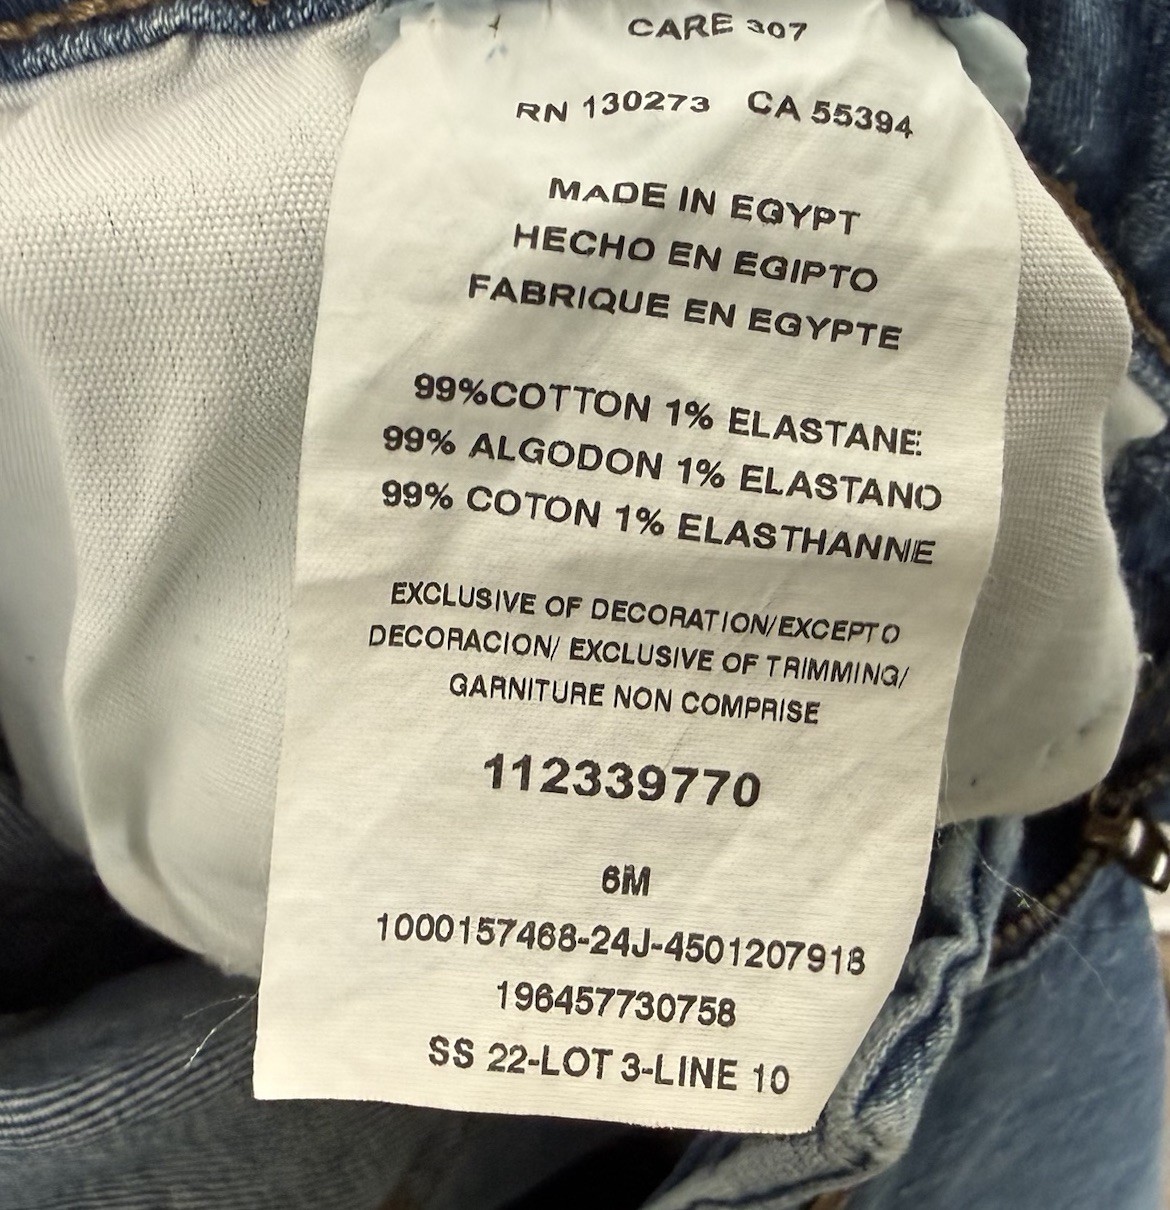 CARE 307
RN 130273 CA 55394
MADE IN EGYPT
HECHO EN EGIPTO
FABRIQUE EN EGYPTE
99%COTTON 1% ELASTANE
99% ALGODON 1% ELASTANO
99% COTON 1% ELASTHANNE
EXCLUSIVE OF DECORATION/EXCEPTO
DECORACION/ EXCLUSIVE OF TRIMMING/
GARNITURE NON COMPRISE
112339770
6M
1000157468-24J-4501207918
196457730758
SS 22-LOT 3-LINE 10